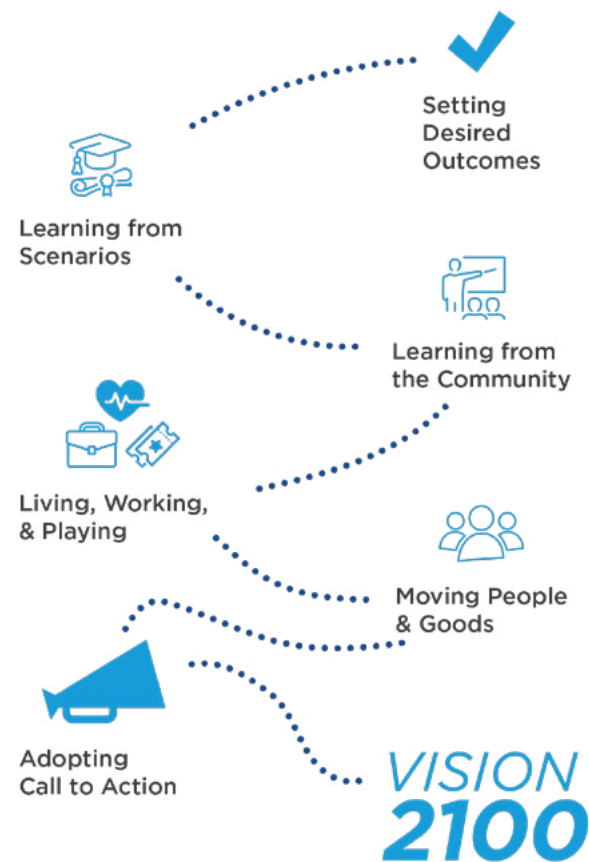 Setting
Desired
Outcomes
Learning from
Scenarios
Learning from
the Community
Living, Working,
& Playing
Moving People
& Goods
Adopting
Call to Action
VISION
2100